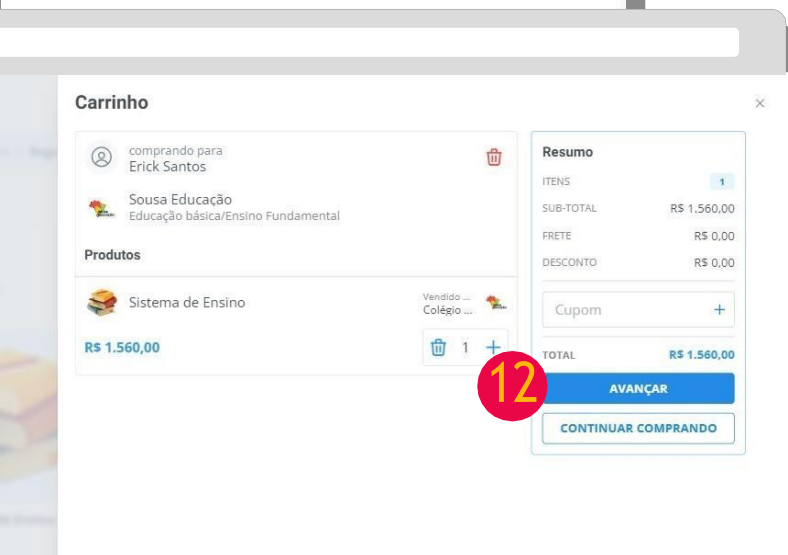 Carrinho
×
comprando para
Erick Santos
Sousa Educação
Educação básica/Ensino Fundamental
Produtos
Sistema de Ensino
Vendido ...
Colégio ...
R$ 1.560,00
1 +
12
Resumo
ITENS 1
SUB-TOTAL R$ 1.560,00
FRETE R$ 0,00
DESCONTO R$ 0,00
Cupom +
TOTAL R$ 1.560,00
AVANÇAR
CONTINUAR COMPRANDO